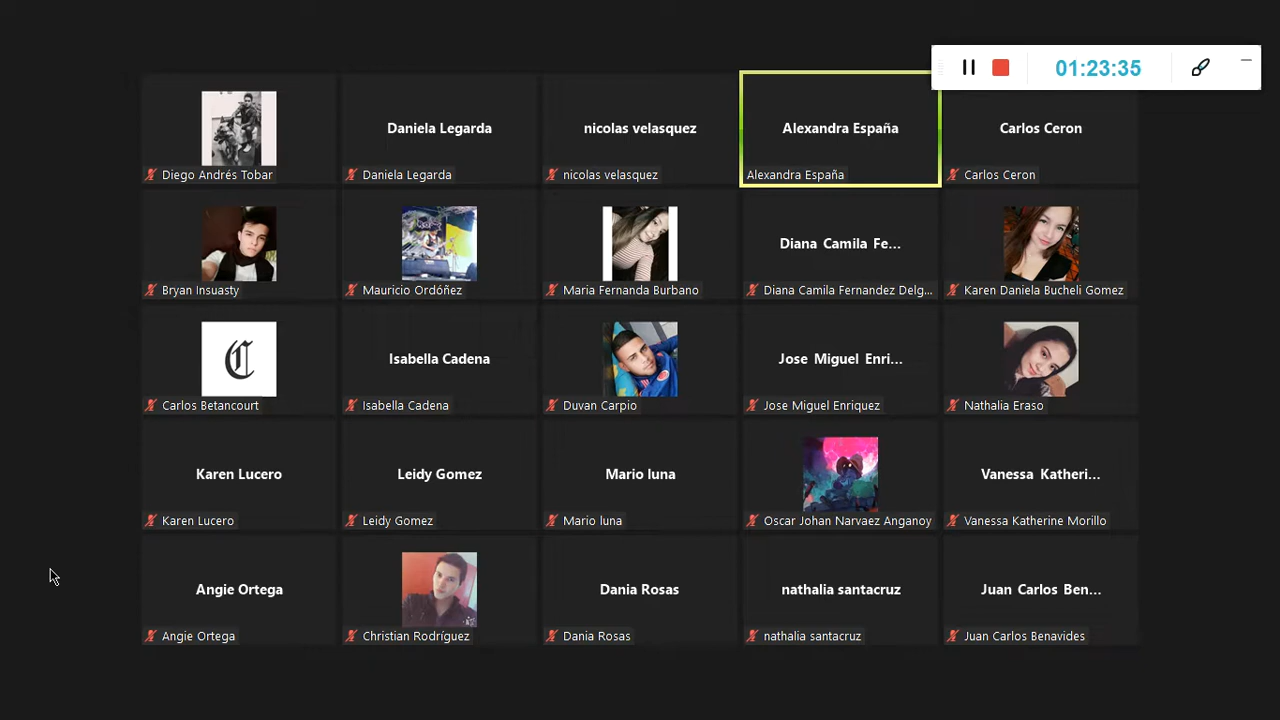 01:23:35
Diego Andrés Tobar
Daniela Legarda
Daniela Legarda
nicolas velasquez
nicolas velasquez
Alexandra España
Alexandra España
Carlos Ceron
Carlos Ceron
Bryan Insuasty
Mauricio Ordóñez
Maria Fernanda Burbano
Diana Camila Fe...
Diana Camila Fernandez Delg...
Karen Daniela Bucheli Gomez
C
Carlos Betancourt
Isabella Cadena
Isabella Cadena
Duvan Carpio
Jose Miguel Enri...
Jose Miguel Enriquez
Nathalia Eraso
Karen Lucero
Karen Lucero
Leidy Gomez
Leidy Gomez
Mario luna
Mario luna
Oscar Johan Narvaez Anganoy
Vanessa Katheri...
Vanessa Katherine Morillo
Angie Ortega
Angie Ortega
Christian Rodríguez
Dania Rosas
Dania Rosas
nathalia santacruz
nathalia santacruz
Juan Carlos Ben...
Juan Carlos Benavides